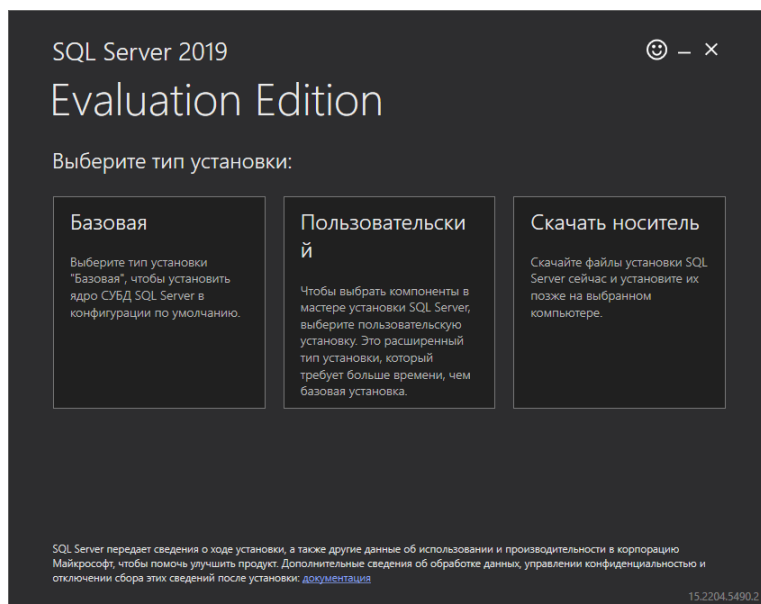 SQL Server 2019
Evaluation Edition
Выберите тип установки:
Базовая
Выберите тип установки
"Базовая", чтобы установить
ядро СУБД SQL Server в
конфигурации по умолчанию.
Пользовательски
й
Чтобы выбрать компоненты в
мастере установки SQL Server,
выберите пользовательскую
установку. Это расширенный
тип установки, который
требует больше времени, чем
базовая установка.
Скачать носитель
Скачайте файлы установки SQL
Server сейчас и установите их
позже на выбранном
компьютере.
SQL Server передает сведения о ходе установки, а также другие данные об использовании и производительности в корпорацию
Майкрософт, чтобы помочь улучшить продукт. Дополнительные сведения об обработке данных, управлении конфиденциальностью и
отключении сбора этих сведений после установки: документация
15.2204.5490.2